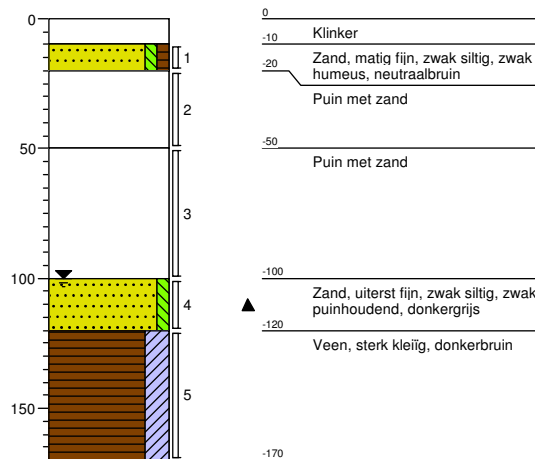 0
50
100
150
1
2
3
4
5
0
Klinker
-10
Zand, matig fijn, zwak siltig, zwak
humeus, neutraalbruin
-20
Puin met zand
-50
Puin met zand
-100
Zand, uiterst fijn, zwak siltig, zwak
puinhoudend, donkergrijs
-120
Veen, sterk kleiïg, donkerbruin
-170